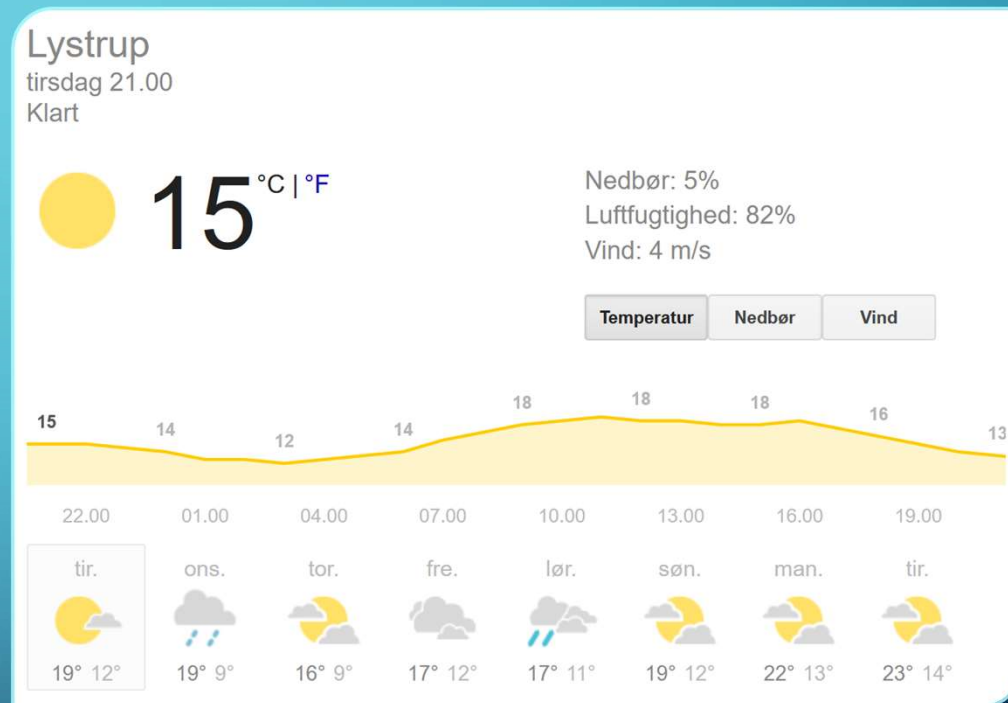 Lystrup
tirsdag 21.00
Klart
15 °C | °F
Nedbør: 5%
Luftfugtighed: 82%
Vind: 4 m/s
Temperatur Nedbør Vind
15 14 12 14 18 18 18 16 13
22.00 01.00 04.00 07.00 10.00 13.00 16.00 19.00
tir. ons. tor. fre. lør. søn. man. tir.
19° 12° 19° 9° 16° 9° 17° 12° 17° 11° 19° 12° 22° 13° 23° 14°